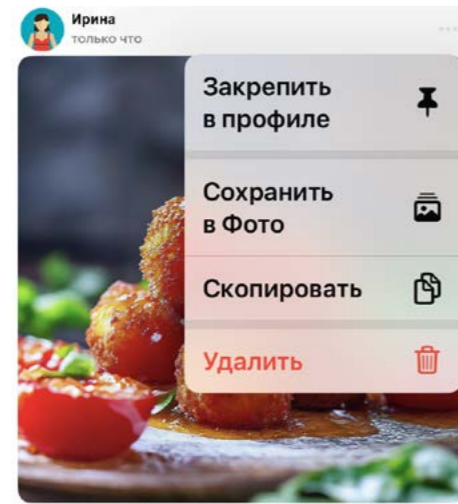 Ирина
только что
Закрепить
в профиле
Сохранить
в Фото
Скопировать
Удалить